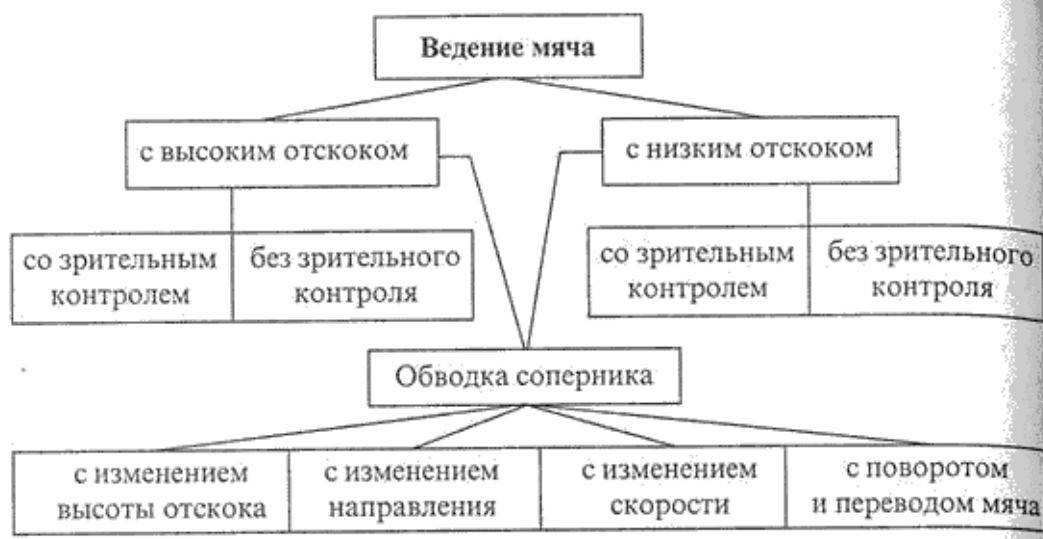 Ведение мяча
с высоким отскоком
с низким отскоком
со зрительным
контролем
без зрительного
контроля
со зрительным
контролем
без зрительного
контроля
Обводка соперника
с изменением
высоты отскока
с изменением
направления
с изменением
скорости
с поворотом
и переводом мяча